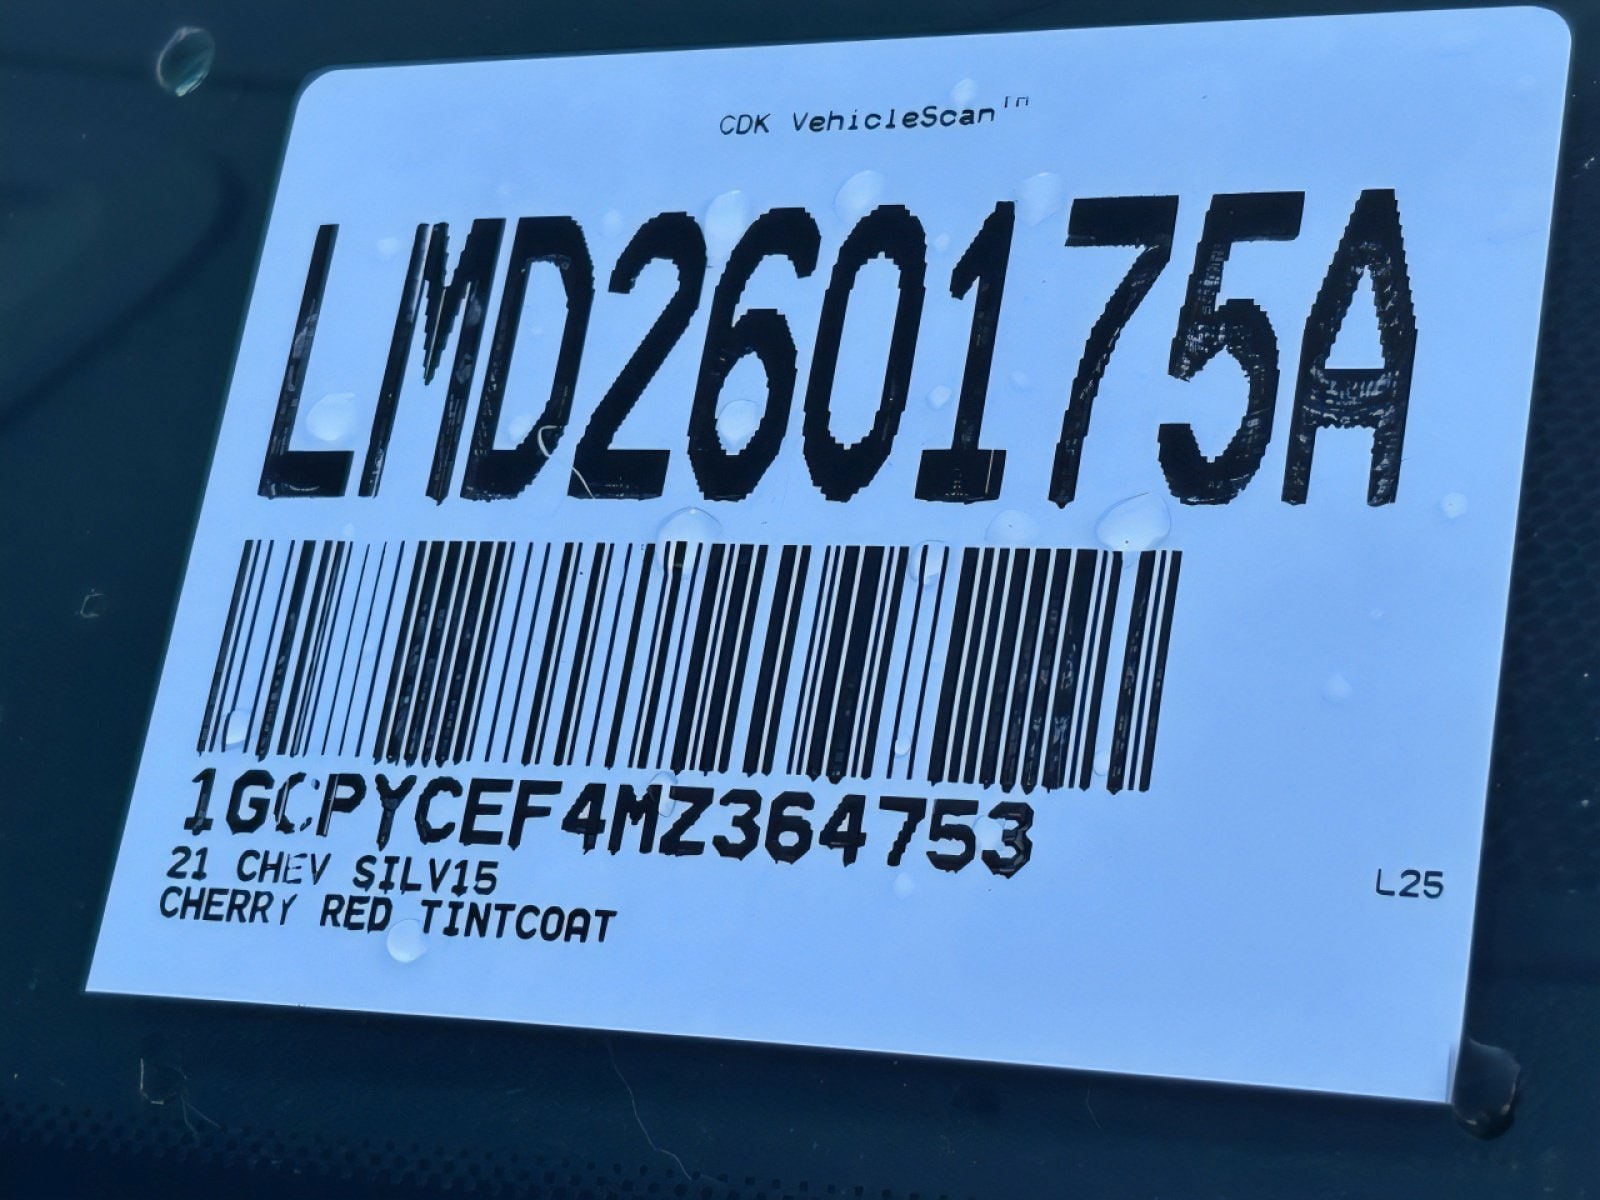 CDK VehicleScan™
LMD260175A
1GCPYCEF4MZ364753
21 CHEV SILV15
CHERRY RED TINTCOAT
L25